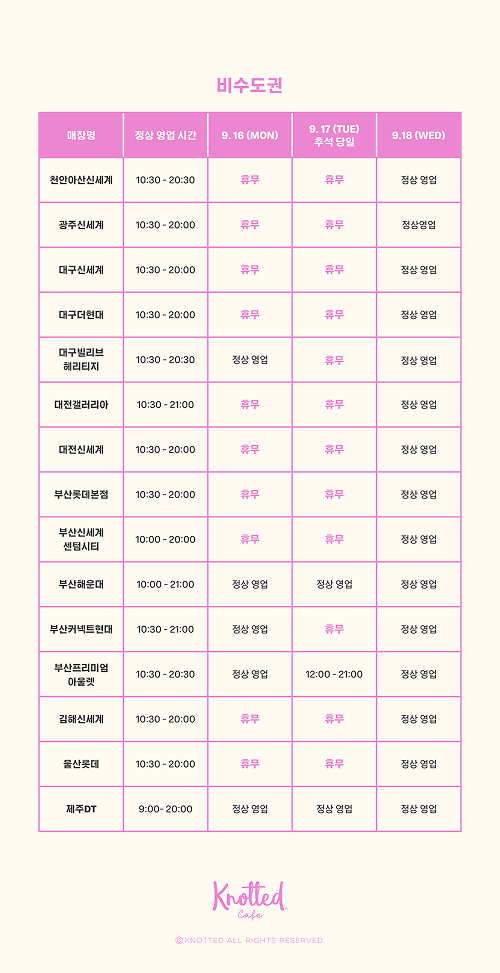 비수도권
매장명 정상 영업 시간 9. 16 (MON) 9. 17 (TUE) 추석 당일 9.18 (WED)
천안아산신세계 10:30 - 20:30 휴무 휴무 정상 영업
광주신세계 10:30 - 20:00 휴무 휴무 정상영업
대구신세계 10:30 - 20:00 휴무 휴무 정상 영업
대구더현대 10:30 - 20:00 휴무 휴무 정상 영업
대구빌리브 헤리티지 10:30 - 20:30 정상 영업 휴무 정상 영업
대전갤러리아 10:30 - 21:00 휴무 휴무 정상 영업
대전신세계 10:30 - 20:00 휴무 휴무 정상 영업
부산롯데본점 10:30 - 20:00 휴무 휴무 정상 영업
부산신세계 센텀시티 10:00 - 20:00 휴무 휴무 정상 영업
부산해운대 10:00 - 21:00 정상 영업 정상 영업 정상 영업
부산커넥트현대 10:30 - 21:00 정상 영업 휴무 정상 영업
부산프리미엄 아울렛 10:30 - 20:30 정상 영업 12:00 - 21:00 정상 영업
김해신세계 10:30 - 20:00 휴무 휴무 정상 영업
울산롯데 10:30 - 20:00 휴무 휴무 정상 영업
제주DT 9:00- 20:00 정상 영업 정상 영업 정상 영업
Knotted
Cafe
©KNOTTED ALL RIGHTS RESERVED.